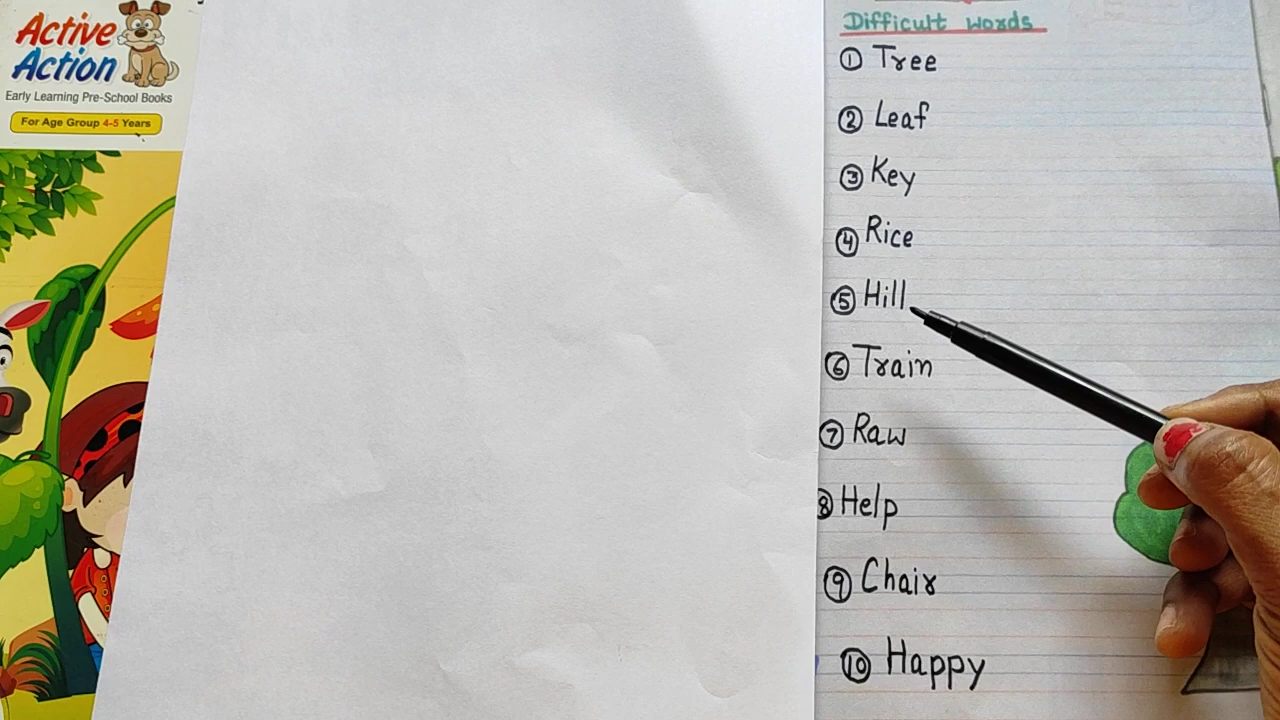 Active
Action
Early Learning Pre-School Books
For Age Group 4-5 Years
Difficult words
① Tree
② Leaf
③ Key
④ Rice
⑤ Hill
⑥ Train
⑦ Raw
⑧ Help
⑨ Chair
⑩ Happy